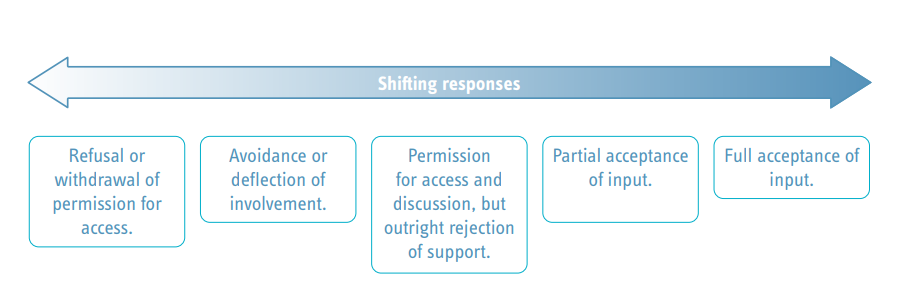 Shifting responses
Refusal or
withdrawal of
permission for
access.
Avoidance or
deflection of
involvement.
Permission
for access and
discussion, but
outright rejection
of support.
Partial acceptance
of input.
Full acceptance of
input.